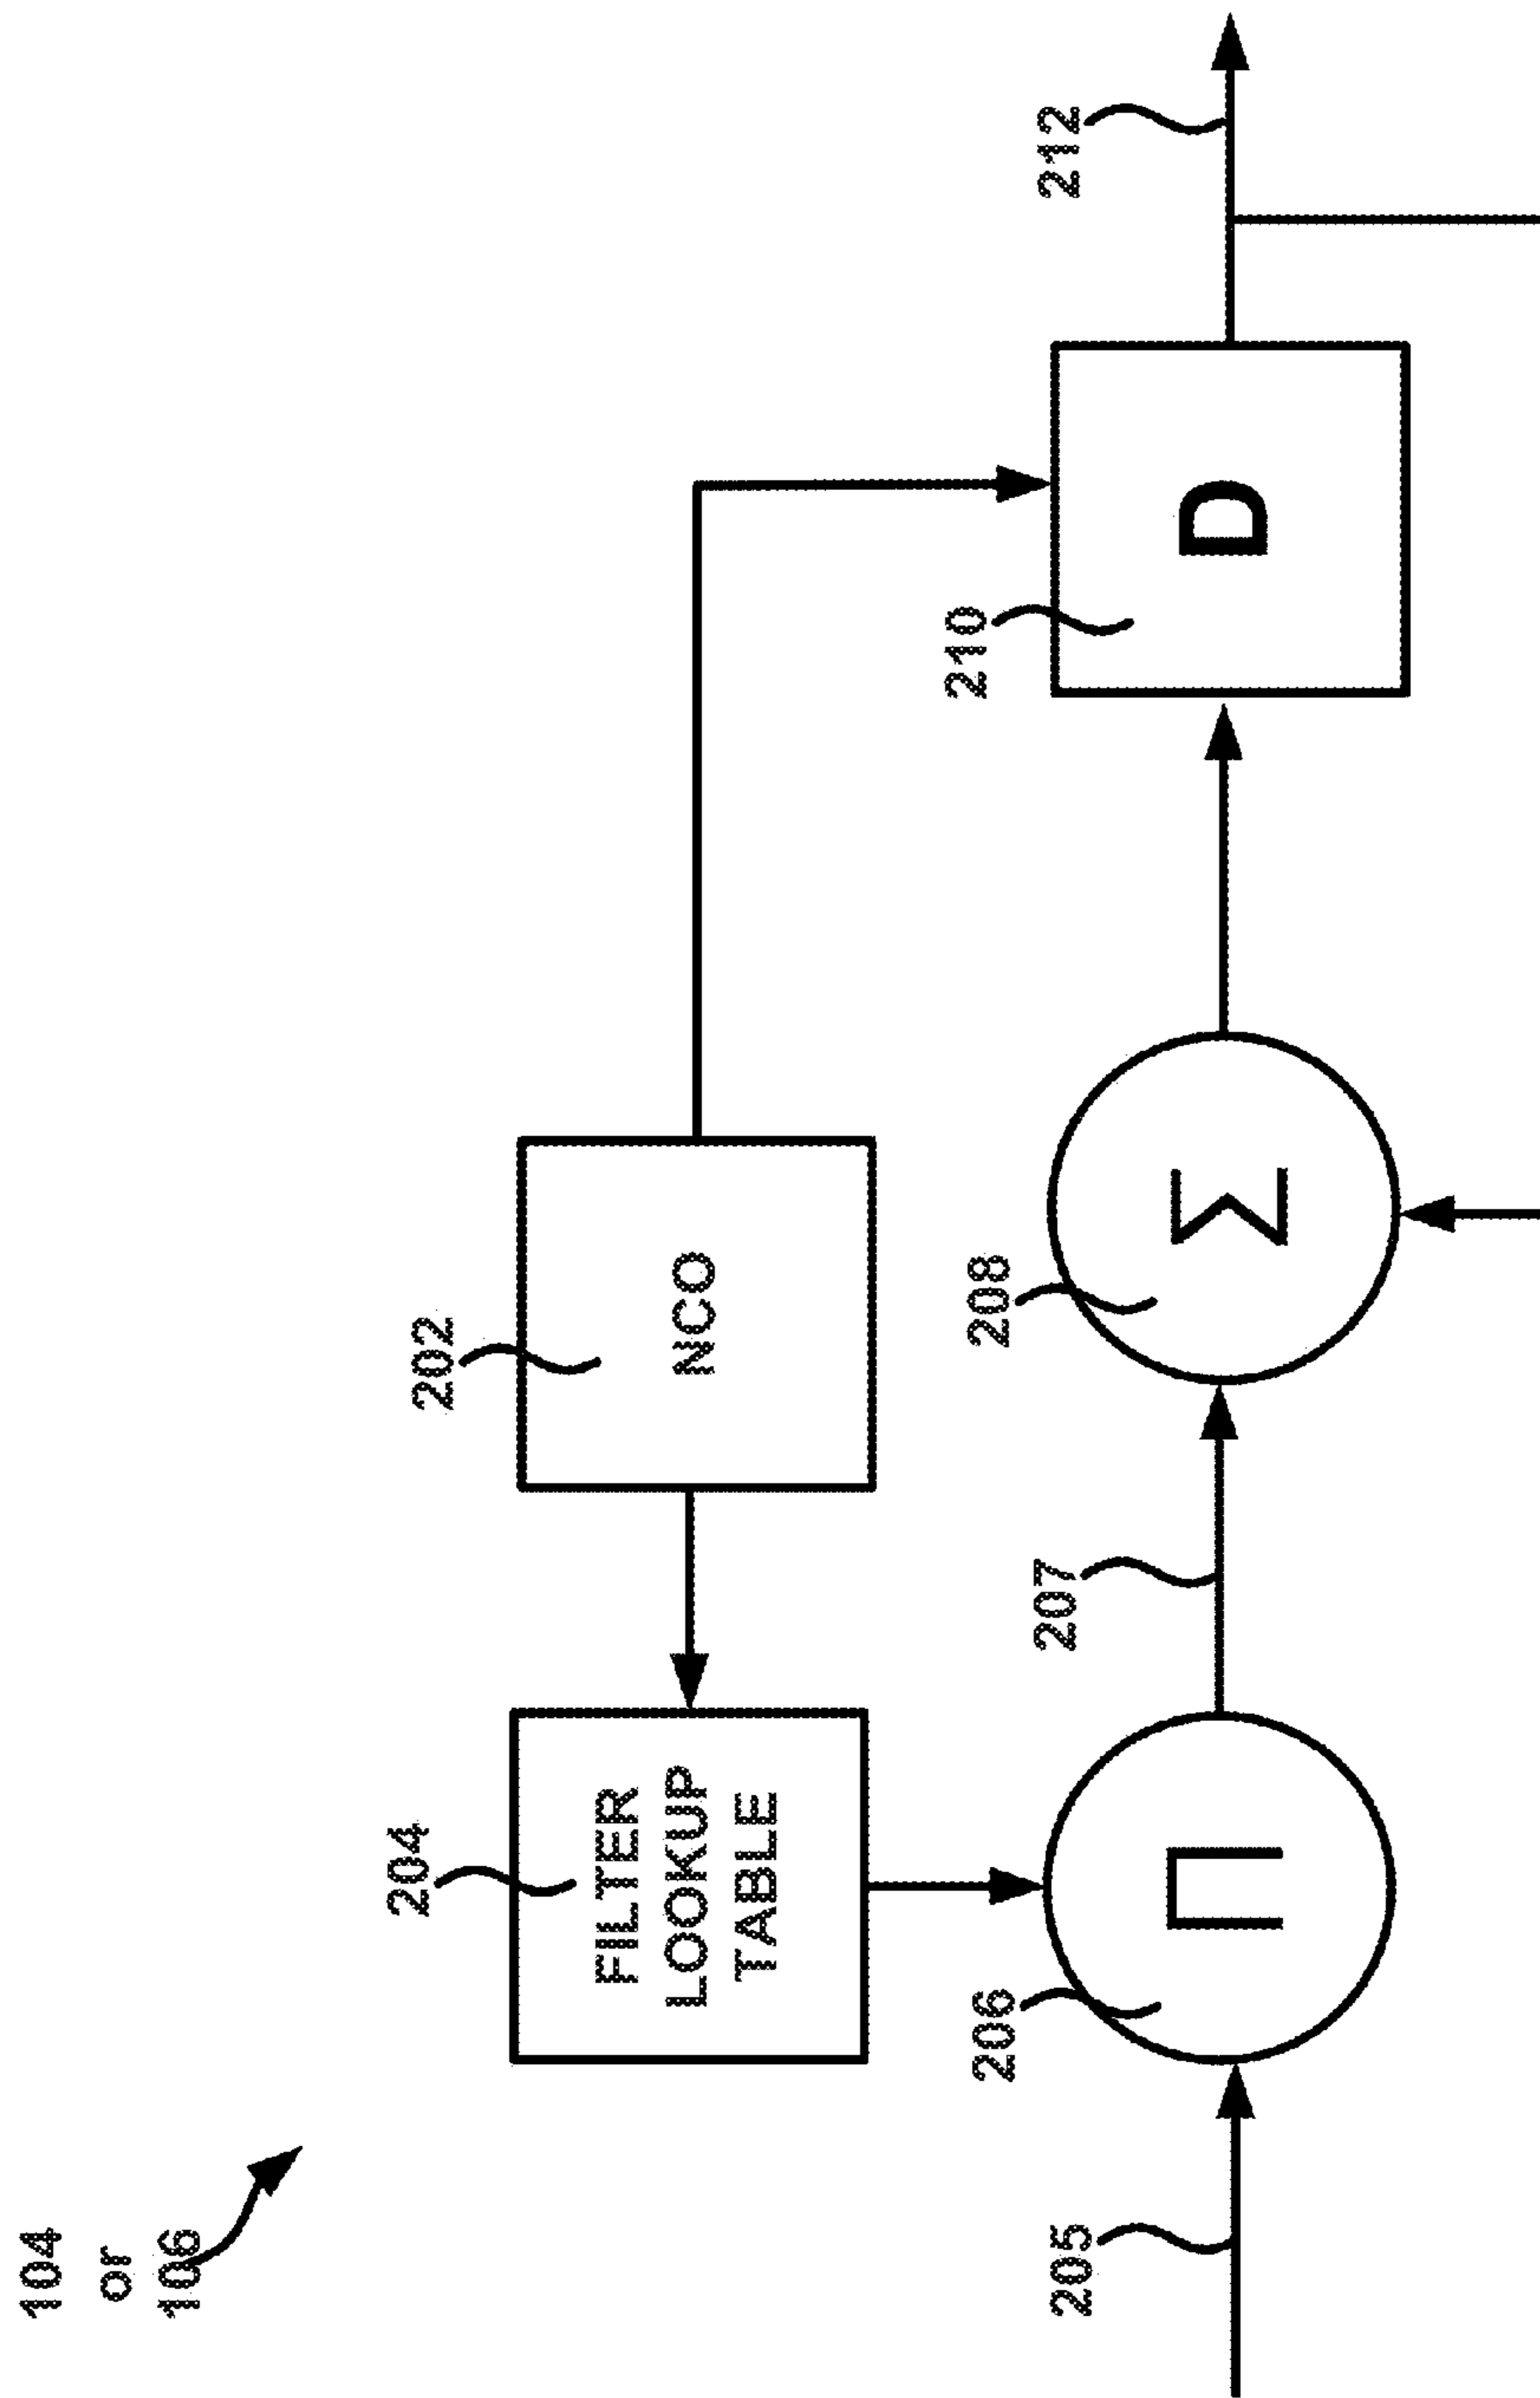 104
or
106
204
FILTER
LOOKUP
TABLE
202
NCO
205
206
Π
207
208
Σ
210
D
212